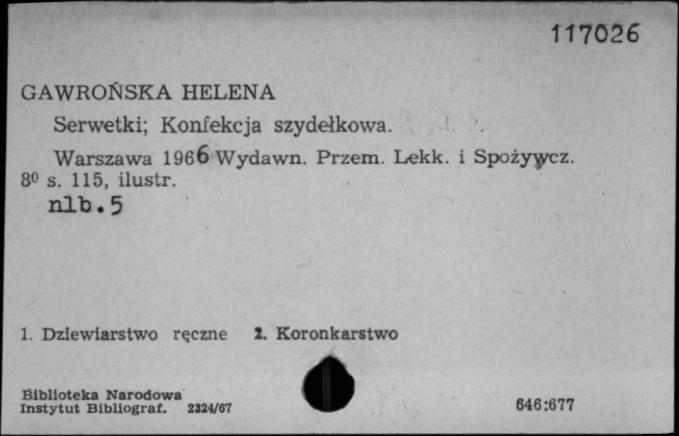 117026
GAWROŃSKA HELENA
Serwetki; Konfekcja szydełkowa.
Warszawa 1966 Wydawn. Przem. Lekk. i Spożywcz.
8⁰ s. 115, ilustr.
nlb. 5
1. Dziewiarstwo ręczne 2. Koronkarstwo
Biblioteka Narodowa
Instytut Bibliograf. 2324/67
646:677